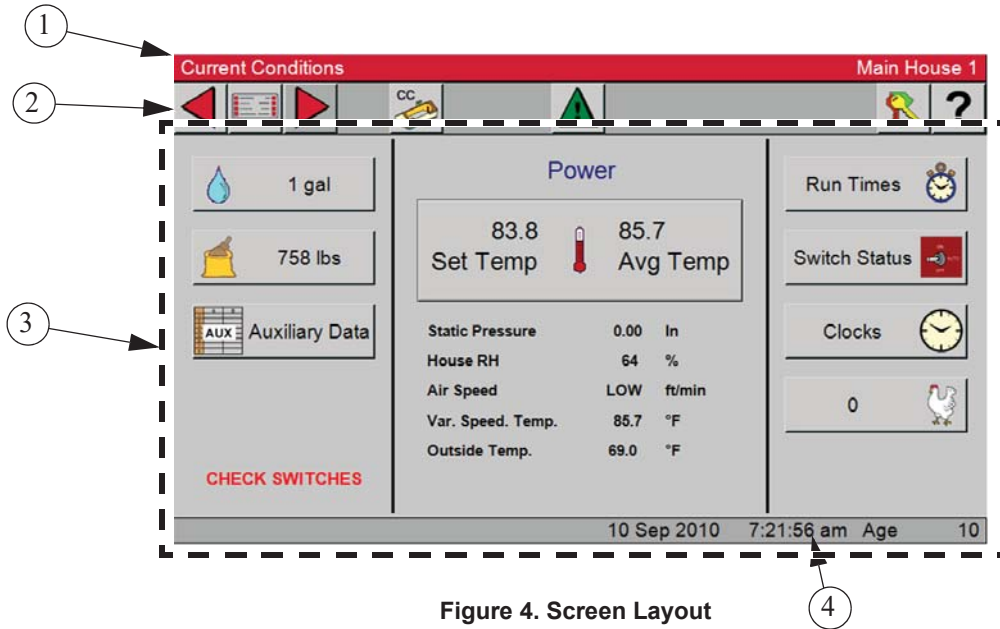 1
Current Conditions Main House 1
2
CC
?
3
1 gal
758 lbs
AUX Auxiliary Data
CHECK SWITCHES
Power
83.8 85.7
Set Temp Avg Temp
Static Pressure 0.00 In
House RH 64 %
Air Speed LOW ft/min
Var. Speed. Temp. 85.7 °F
Outside Temp. 69.0 °F
Run Times
Switch Status
Clocks
0
10 Sep 2010 7:21:56 am Age 10
4
Figure 4. Screen Layout